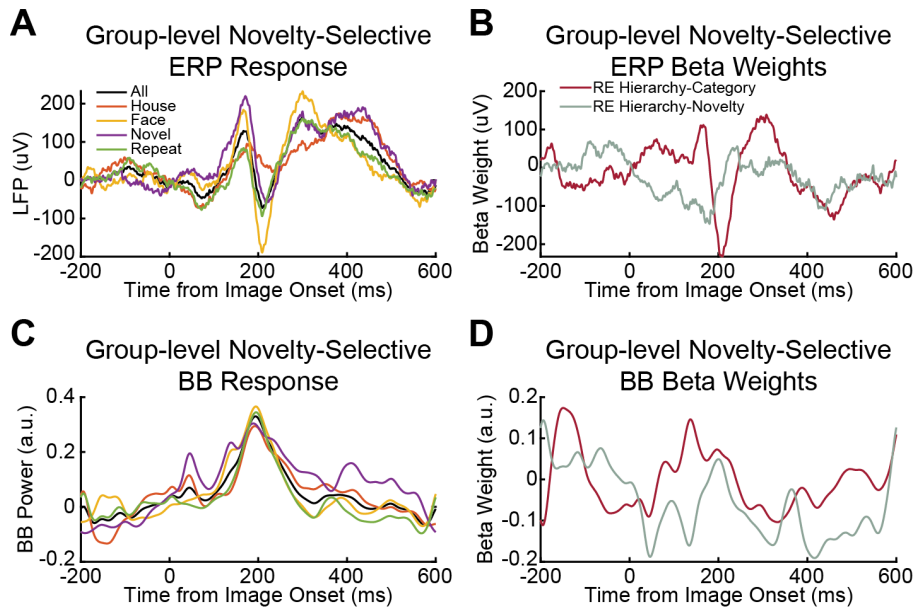 A
Group-level Novelty-Selective
ERP Response
All
House
Face
Novel
Repeat
LFP (uV)
200
100
0
-100
200
-200
0
200
400
600
Time from Image Onset (ms)
B
Group-level Novelty-Selective
ERP Beta Weights
RE Hierarchy-Category
RE Hierarchy-Novelty
Beta Weight (uV)
200
100
0
-100
-200
-200
0
200
400
600
Time from Image Onset (ms)
C
Group-level Novelty-Selective
BB Response
BB Power (a.u.)
0.4
0.2
0
-0.2
-200
0
200
400
600
Time from Image Onset (ms)
D
Group-level Novelty-Selective
BB Beta Weights
Beta Weight (a.u.)
0.2
0.1
0
-0.1
-0.2
-200
0
200
400
600
Time from Image Onset (ms)